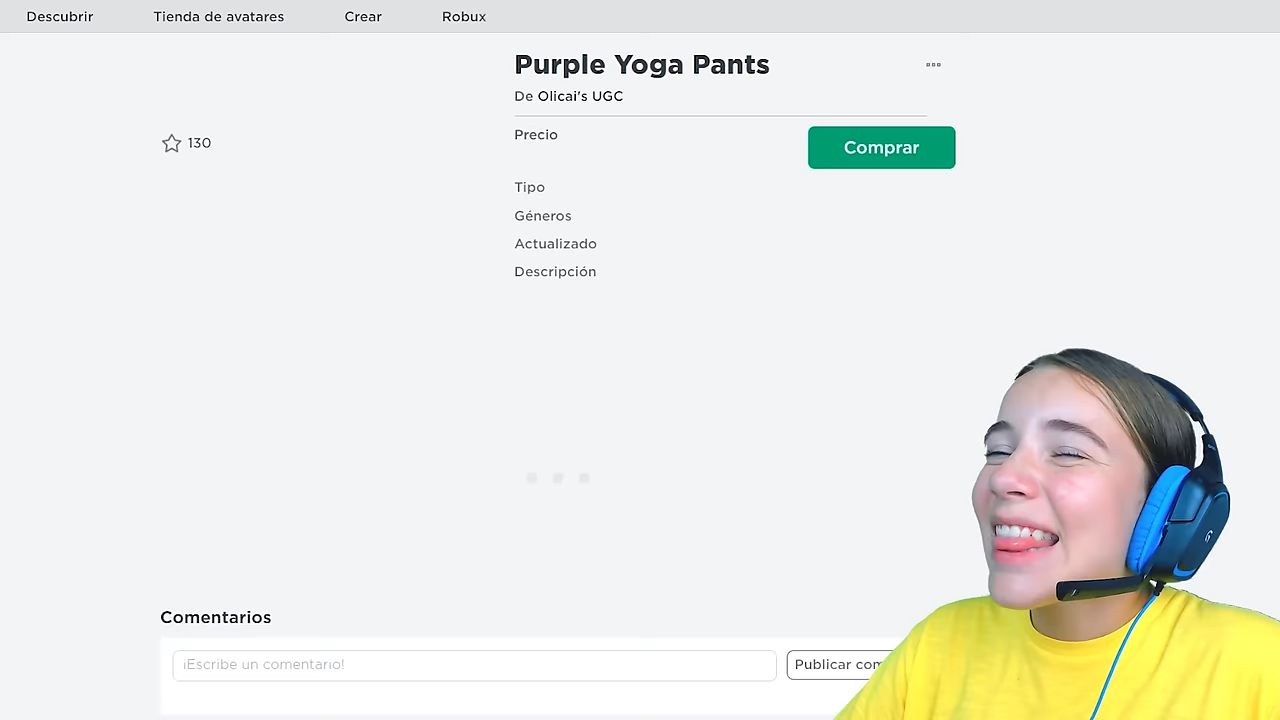 Descubrir Tienda de avatares Crear Robux
Purple Yoga Pants
De Olicai's UGC
130
Precio
Comprar
Tipo
Géneros
Actualizado
Descripción
Comentarios
¡Escribe un comentario!
Publicar com